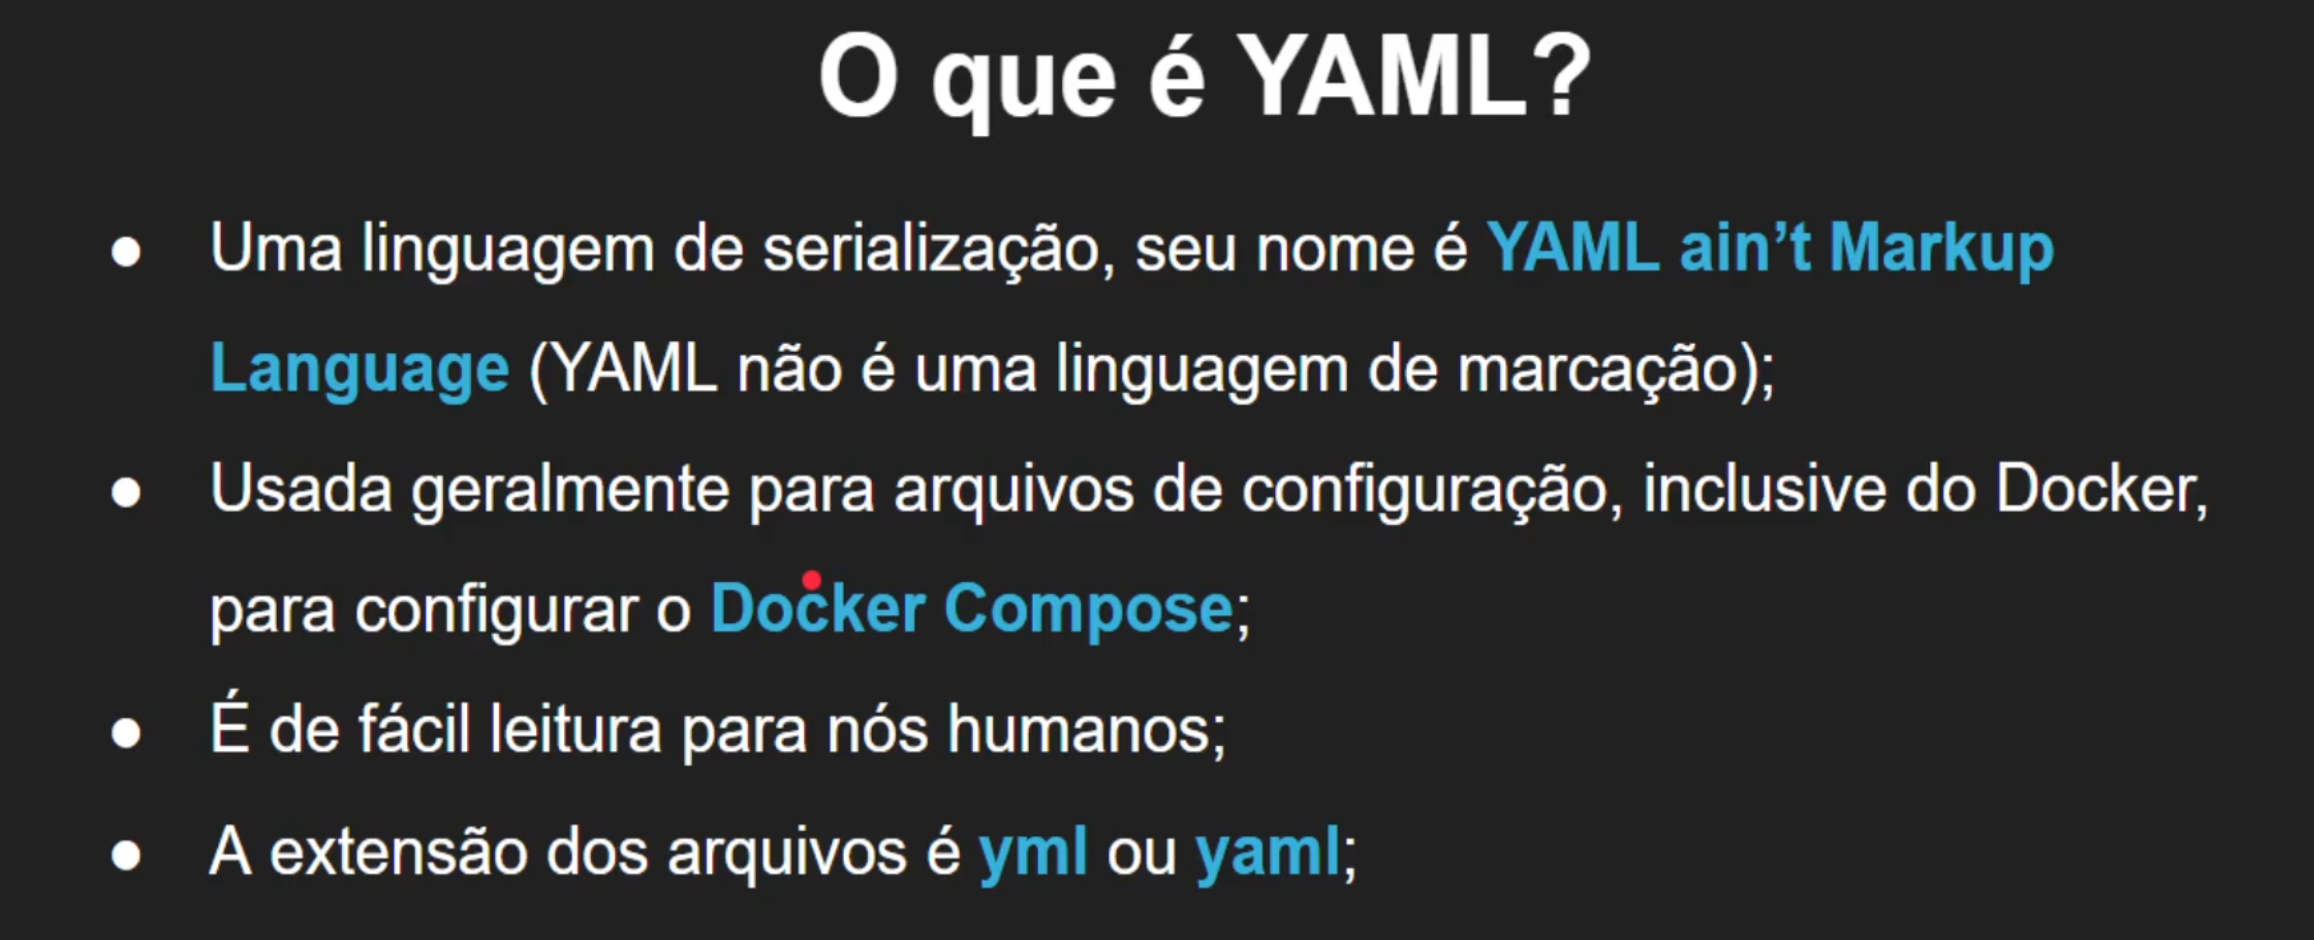 O que é YAML?
● Uma linguagem de serialização, seu nome é YAML ain’t Markup
Language (YAML não é uma linguagem de marcação);
● Usada geralmente para arquivos de configuração, inclusive do Docker,
para configurar o Docker Compose;
● É de fácil leitura para nós humanos;
● A extensão dos arquivos é yml ou yaml;